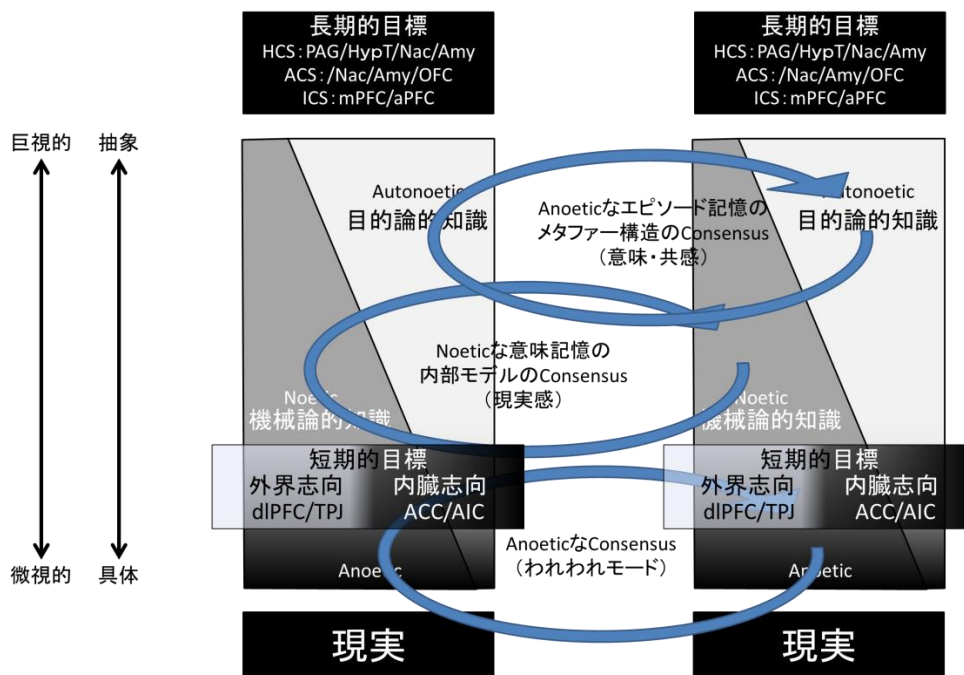 長期的目標
HCS:PAG/HypT/Nac/Amy
ACS:/Nac/Amy/OFC
ICS:mPFC/aPFC
長期的目標
HCS:PAG/HypT/Nac/Amy
ACS:/Nac/Amy/OFC
ICS:mPFC/aPFC
巨視的
抽象
Autonoetic
目的論的知識
Anoeticなエピソード記憶の
メタファー構造のConsensus
(意味・共感)
Autonoetic
目的論的知識
Noeticな意味記憶の
内部モデルのConsensus
(現実感)
Noetic
機械論的知識
Noetic
機械論的知識
短期的目標
外界志向
dlPFC/TPJ
内臓志向
ACC/AIC
短期的目標
外界志向
dlPFC/TPJ
内臓志向
ACC/AIC
AnoeticなConsensus
(われわれモード)
微視的
具体
Anoetic
Anoetic
現実
現実